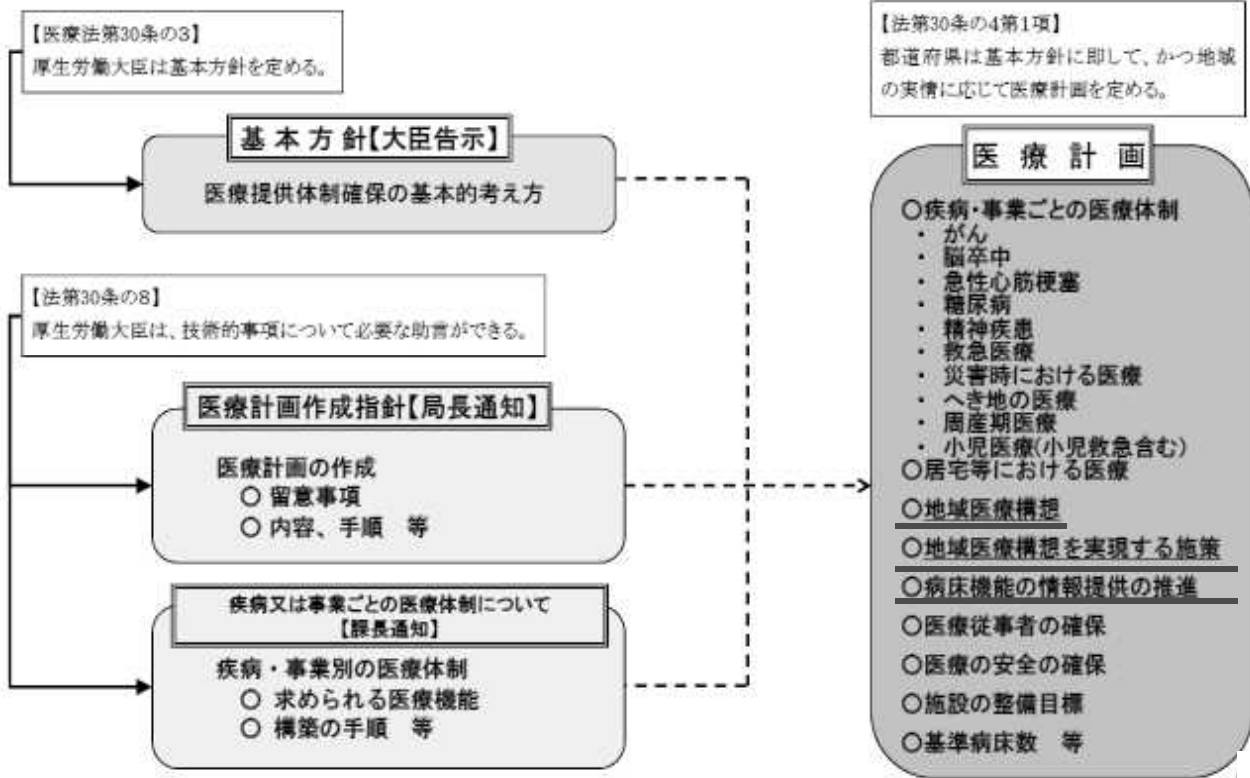 【医療法第30条の3】
厚生労働大臣は基本方針を定める。
基本方針【大臣告示】
医療提供体制確保の基本的考え方
【法第30条の8】
厚生労働大臣は、技術的事項について必要な助言ができる。
医療計画作成指針【局長通知】
医療計画の作成
○ 留意事項
○ 内容、手順 等
疾病又は事業ごとの医療体制について
【課長通知】
疾病・事業別の医療体制
○ 求められる医療機能
○ 構築の手順 等
【法第30条の4第1項】
都道府県は基本方針に即して、かつ地域
の実情に応じて医療計画を定める。
医療計画
○疾病・事業ごとの医療体制
・ がん
・ 脳卒中
・ 急性心筋梗塞
・ 糖尿病
・ 精神疾患
・ 救急医療
・ 災害時における医療
・ へき地の医療
・ 周産期医療
・ 小児医療(小児救急含む)
○居宅等における医療
○地域医療構想
○地域医療構想を実現する施策
○病床機能の情報提供の推進
○医療従事者の確保
○医療の安全の確保
○施設の整備目標
○基準病床数 等